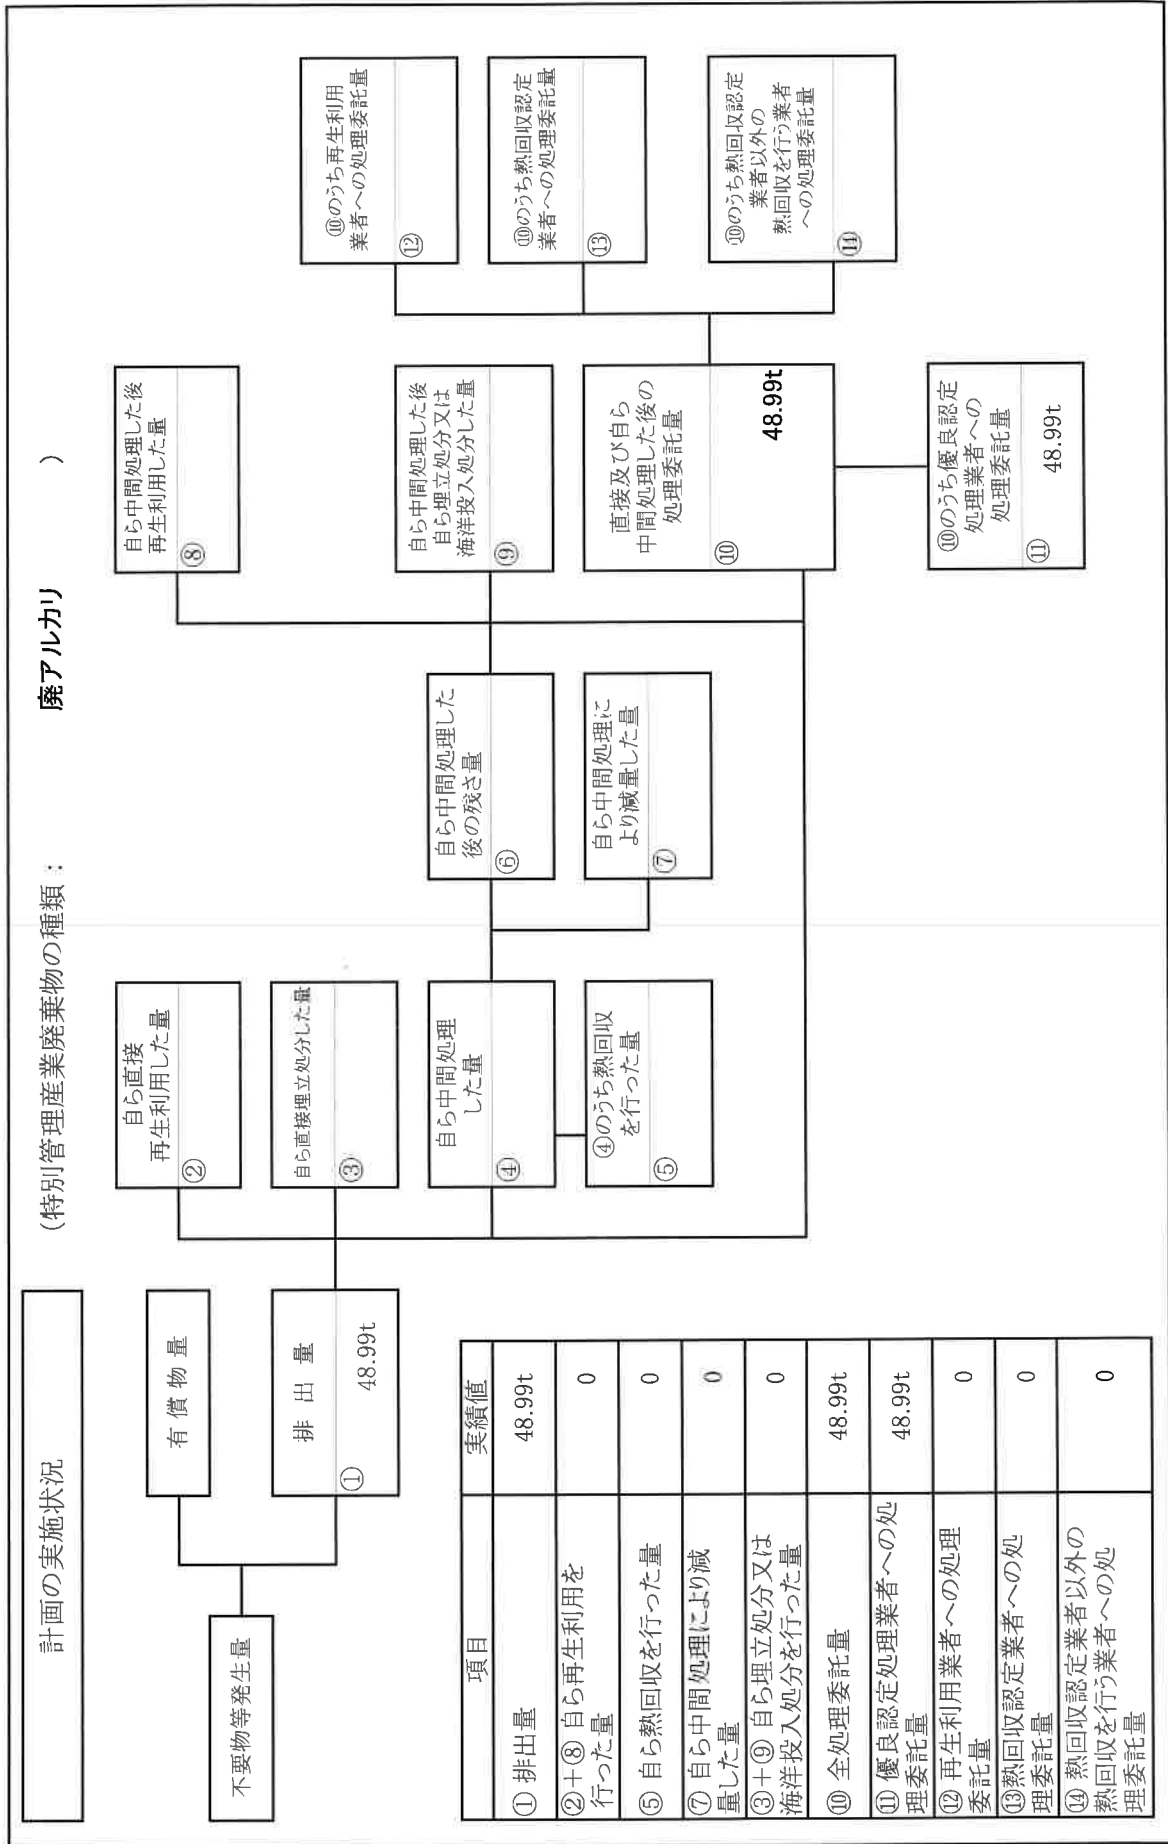 計画の実施状況
(特別管理産業廃棄物の種類： 廃アルカリ )
不要物等発生量
有償物量
排出量
①
48.99t
自ら直接
再生利用した量
②
自ら直接埋立処分した量
③
自ら中間処理
した量
④
④のうち熱回収
を行った量
⑤
自ら中間処理した
後の残さ量
⑥
自ら中間処理に
より減量した量
⑦
自ら中間処理した後
再生利用した量
⑧
自ら中間処理した後
自ら埋立処分又は
海洋投入処分した量
⑨
直接及び自ら
中間処理した後の
処理委託量
⑩
48.99t
⑩のうち優良認定
処理業者への
処理委託量
⑪
48.99t
⑩のうち再生利用
業者への処理委託量
⑫
⑩のうち熱回収認定
業者への処理委託量
⑬
⑩のうち熱回収認定
業者以外の
熱回収を行う業者
への処理委託量
⑭
項目 実績値
① 排出量 48.99t
②＋⑧ 自ら再生利用を
行った量 0
⑤ 自ら熱回収を行った量 0
⑦ 自ら中間処理により減
量した量 0
③＋⑨ 自ら埋立処分又は
海洋投入処分を行った量 0
⑩ 全処理委託量 48.99t
⑪ 優良認定処理業者への処
理委託量 48.99t
⑫ 再生利用業者への処理
委託量 0
⑬熱回収認定業者への処
理委託量 0
⑭ 熱回収認定業者以外の
熱回収を行う業者への処
理委託量 0